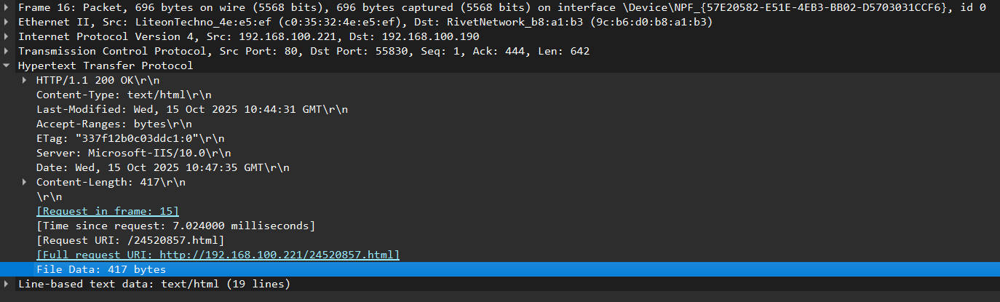 Frame 16: Packet, 696 bytes on wire (5568 bits), 696 bytes captured (5568 bits) on interface \Device\NPF_{57E20582-E51E-4EB3-BB02-D5703031CCF6}, id 0
Ethernet II, Src: LiteonTechno_4e:e5:ef (c0:35:32:4e:e5:ef), Dst: RivetNetwork_b8:a1:b3 (9c:b6:d0:b8:a1:b3)
Internet Protocol Version 4, Src: 192.168.100.221, Dst: 192.168.100.190
Transmission Control Protocol, Src Port: 80, Dst Port: 55830, Seq: 1, Ack: 444, Len: 642
Hypertext Transfer Protocol
HTTP/1.1 200 OK\r\n
Content-Type: text/html\r\n
Last-Modified: Wed, 15 Oct 2025 10:44:31 GMT\r\n
Accept-Ranges: bytes\r\n
ETag: "337f12b0c03ddc1:0"\r\n
Server: Microsoft-IIS/10.0\r\n
Date: Wed, 15 Oct 2025 10:47:35 GMT\r\n
Content-Length: 417\r\n
\r\n
[Request in frame: 15]
[Time since request: 7.024000 milliseconds]
[Request URI: /24520857.html]
[Full request URI: http://192.168.100.221/24520857.html]
File Data: 417 bytes
Line-based text data: text/html (19 lines)